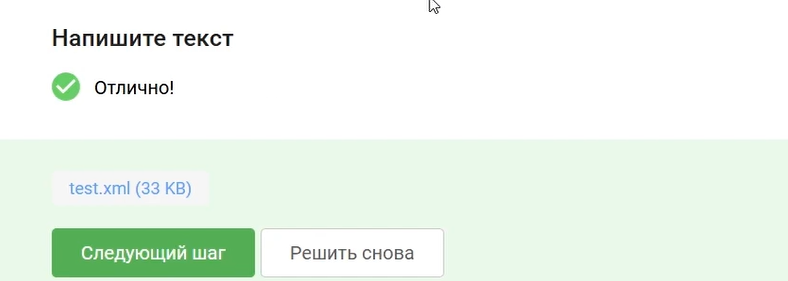 Напишите текст
Отлично!
test.xml (33 KB)
Следующий шаг
Решить снова